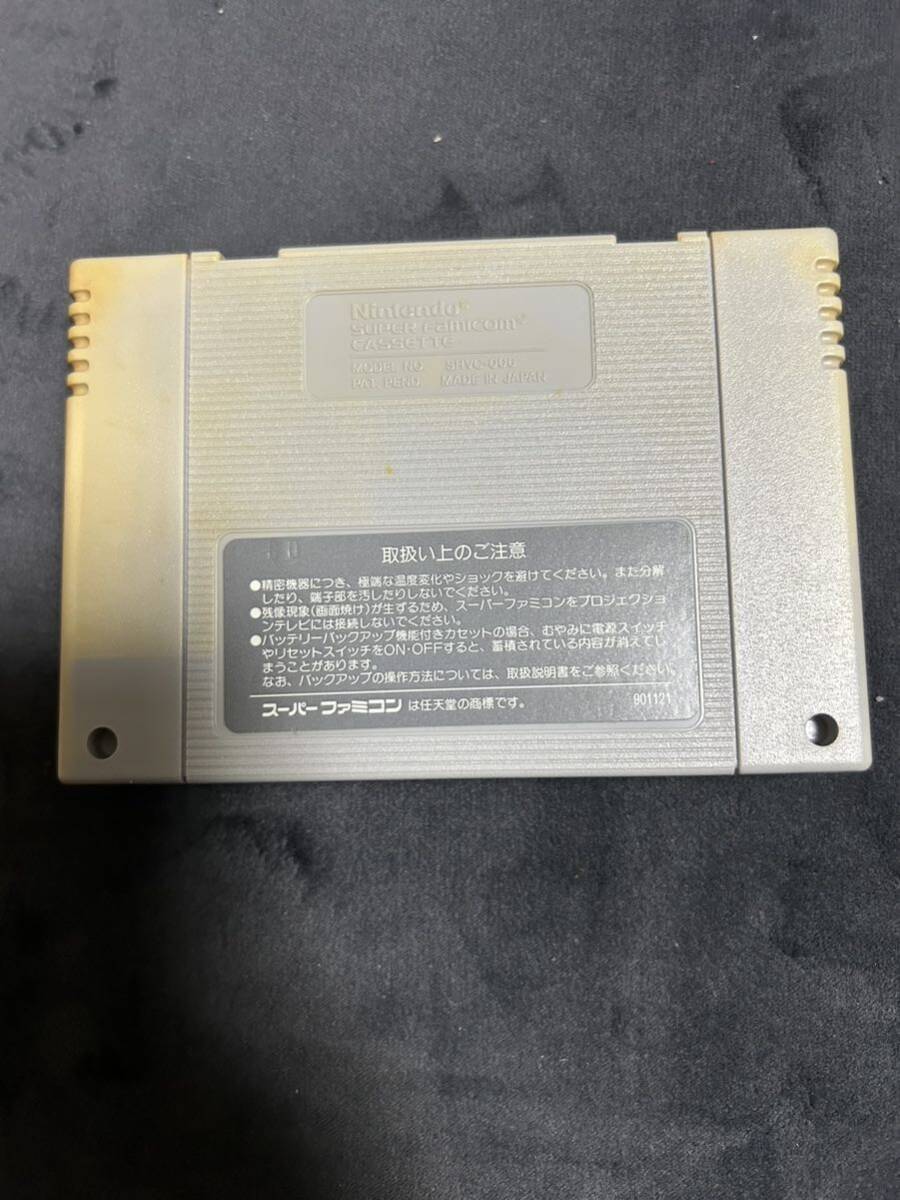 Nintendo®
SUPER FAMICOM®
CASSETTE
MODEL NO. SHVC-006
PAT. PEND. MADE IN JAPAN
取扱い上のご注意
●精密機器につき、極端な温度変化やショックを避けてください。また分解
したり、端子部を汚したりしないでください。
●残像現象(画面焼け)が生ずるため、スーパーファミコンをプロジェクショ
ンテレビには接続しないでください。
●バッテリーバックアップ機能付きカセットの場合、むやみに電源スイッチ
やリセットスイッチをON・OFFすると、蓄積されている内容が消えてし
まうことがあります。
なお、バックアップの操作方法については、取扱説明書をご参照ください。
スーパーファミコンは任天堂の商標です。 901121